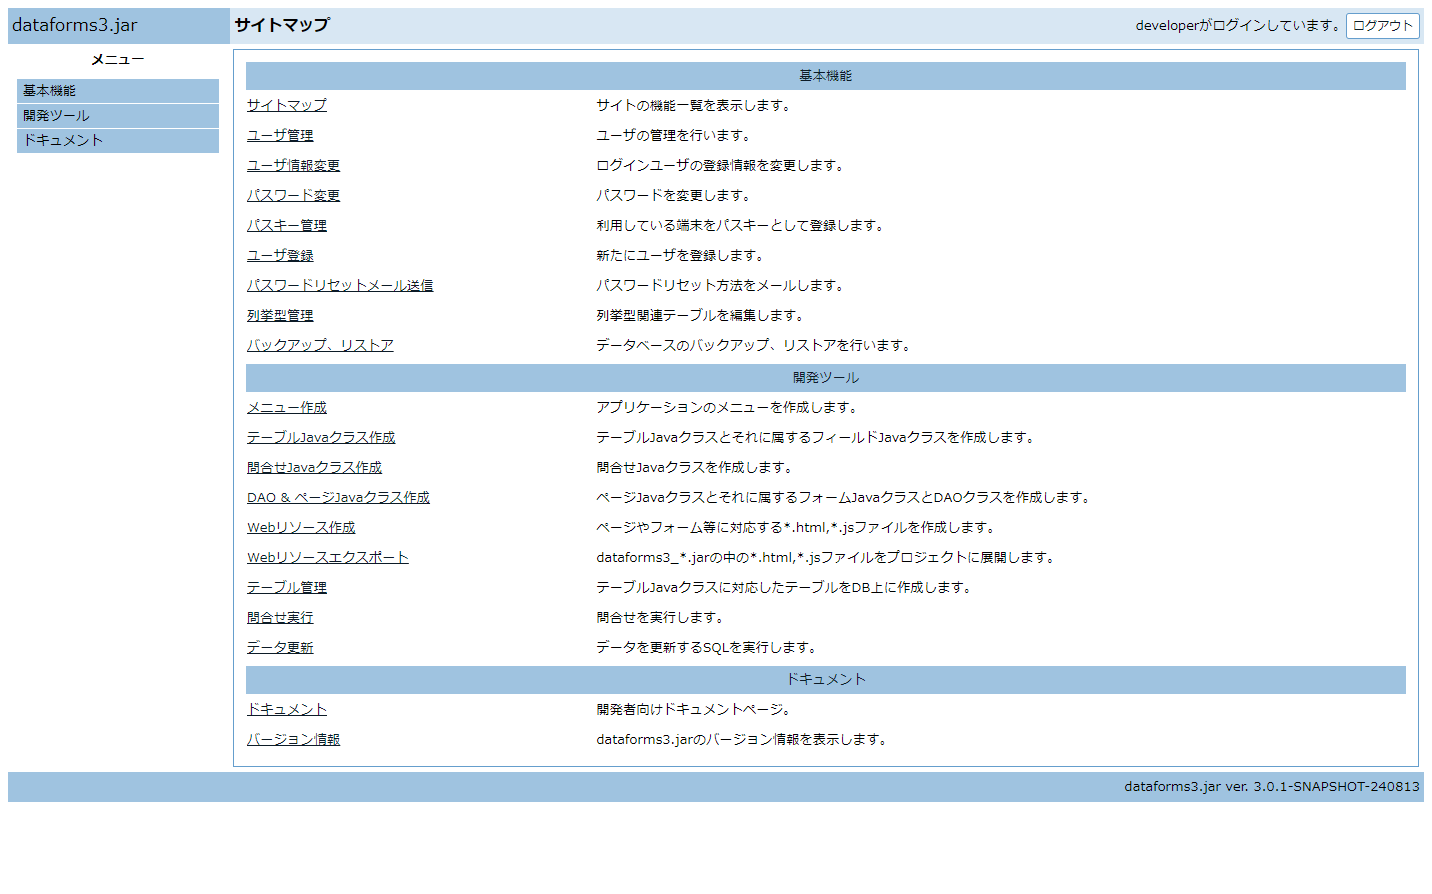 dataforms3.jar
サイトマップ
developerがログインしています。 ログアウト
メニュー
基本機能
開発ツール
ドキュメント
基本機能
サイトマップ サイトの機能一覧を表示します。
ユーザ管理 ユーザの管理を行います。
ユーザ情報変更 ログインユーザの登録情報を変更します。
パスワード変更 パスワードを変更します。
パスキー管理 利用している端末をパスキーとして登録します。
ユーザ登録 新たにユーザを登録します。
パスワードリセットメール送信 パスワードリセット方法をメールします。
列挙型管理 列挙型関連テーブルを編集します。
バックアップ、リストア データベースのバックアップ、リストアを行います。
開発ツール
メニュー作成 アプリケーションのメニューを作成します。
テーブルJavaクラス作成 テーブルJavaクラスとそれに属するフィールドJavaクラスを作成します。
問合せJavaクラス作成 問合せJavaクラスを作成します。
DAO & ページJavaクラス作成 ページJavaクラスとそれに属するフォームJavaクラスとDAOクラスを作成します。
Webリソース作成 ページやフォーム等に対応する*.html,*.jsファイルを作成します。
Webリソースエクスポート dataforms3_*.jarの中の*.html,*.jsファイルをプロジェクトに展開します。
テーブル管理 テーブルJavaクラスに対応したテーブルをDB上に作成します。
問合せ実行 問合せを実行します。
データ更新 データを更新するSQLを実行します。
ドキュメント
ドキュメント 開発者向けドキュメントページ。
バージョン情報 dataforms3.jarのバージョン情報を表示します。
dataforms3.jar ver. 3.0.1-SNAPSHOT-240813